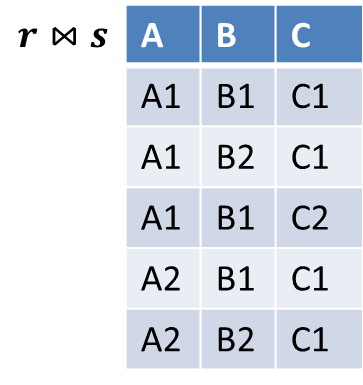 r ⋈ s A B C
A1 B1 C1
A1 B2 C1
A1 B1 C2
A2 B1 C1
A2 B2 C1